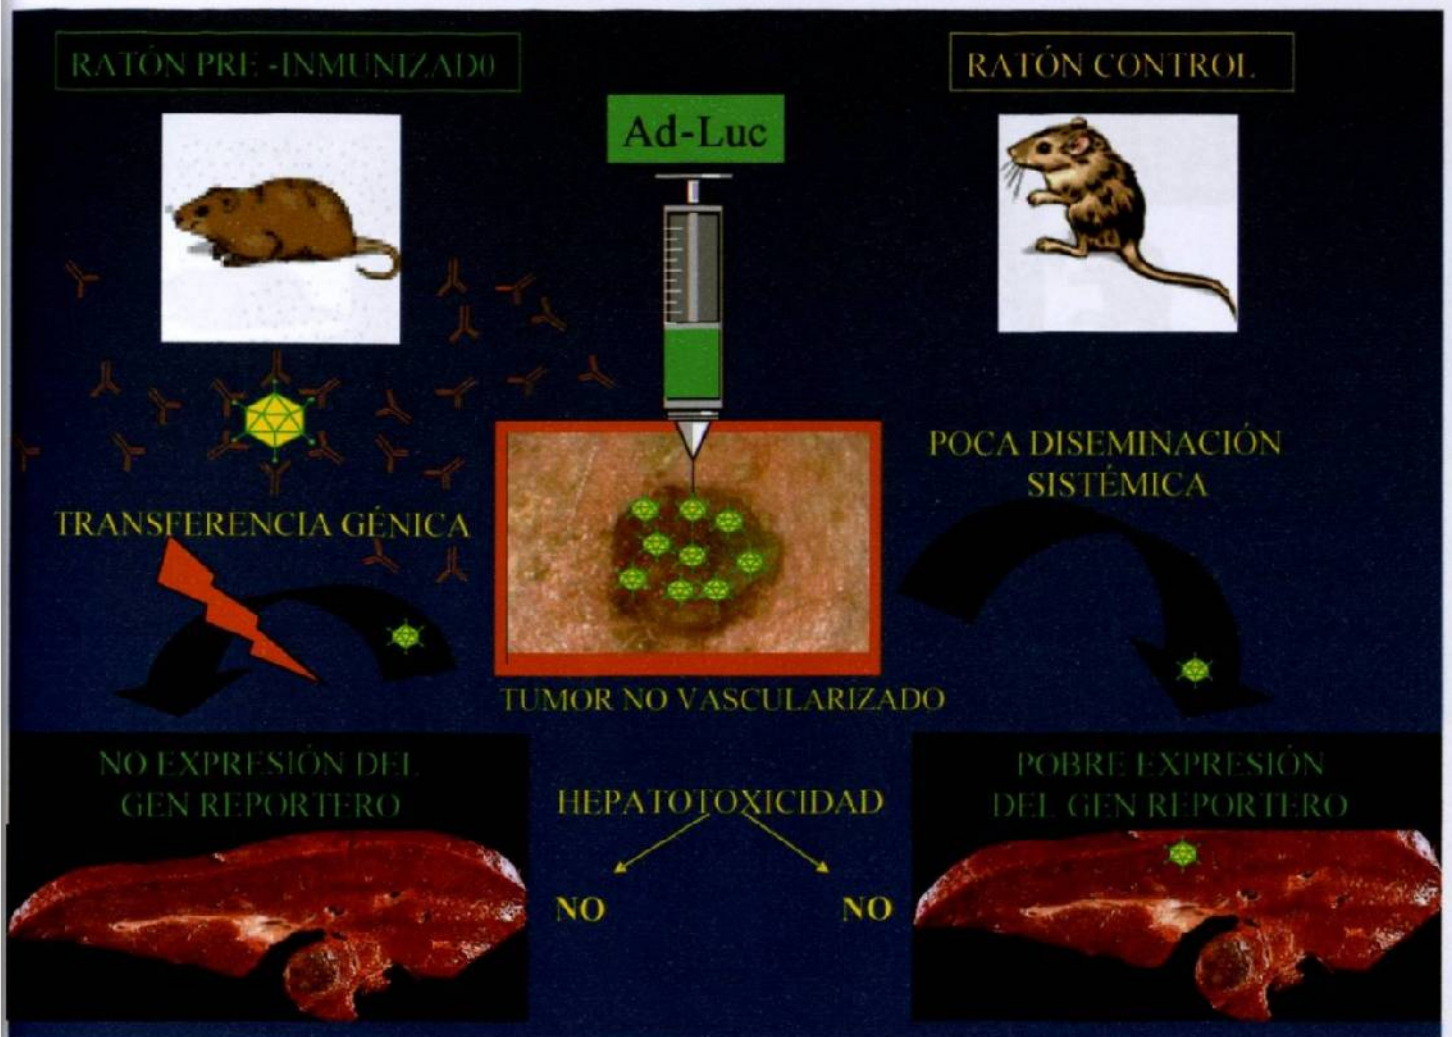 RATÓN PRE -INMUNIZADO
RATÓN CONTROL
Ad-Luc
POCA DISEMINACIÓN
SISTÉMICA
TRANSFERENCIA GÉNICA
TUMOR NO VASCULARIZADO
NO EXPRESIÓN DEL
GEN REPORTERO
HEPATOTOXICIDAD
NO
NO
POBRE EXPRESIÓN
DEL GEN REPORTERO